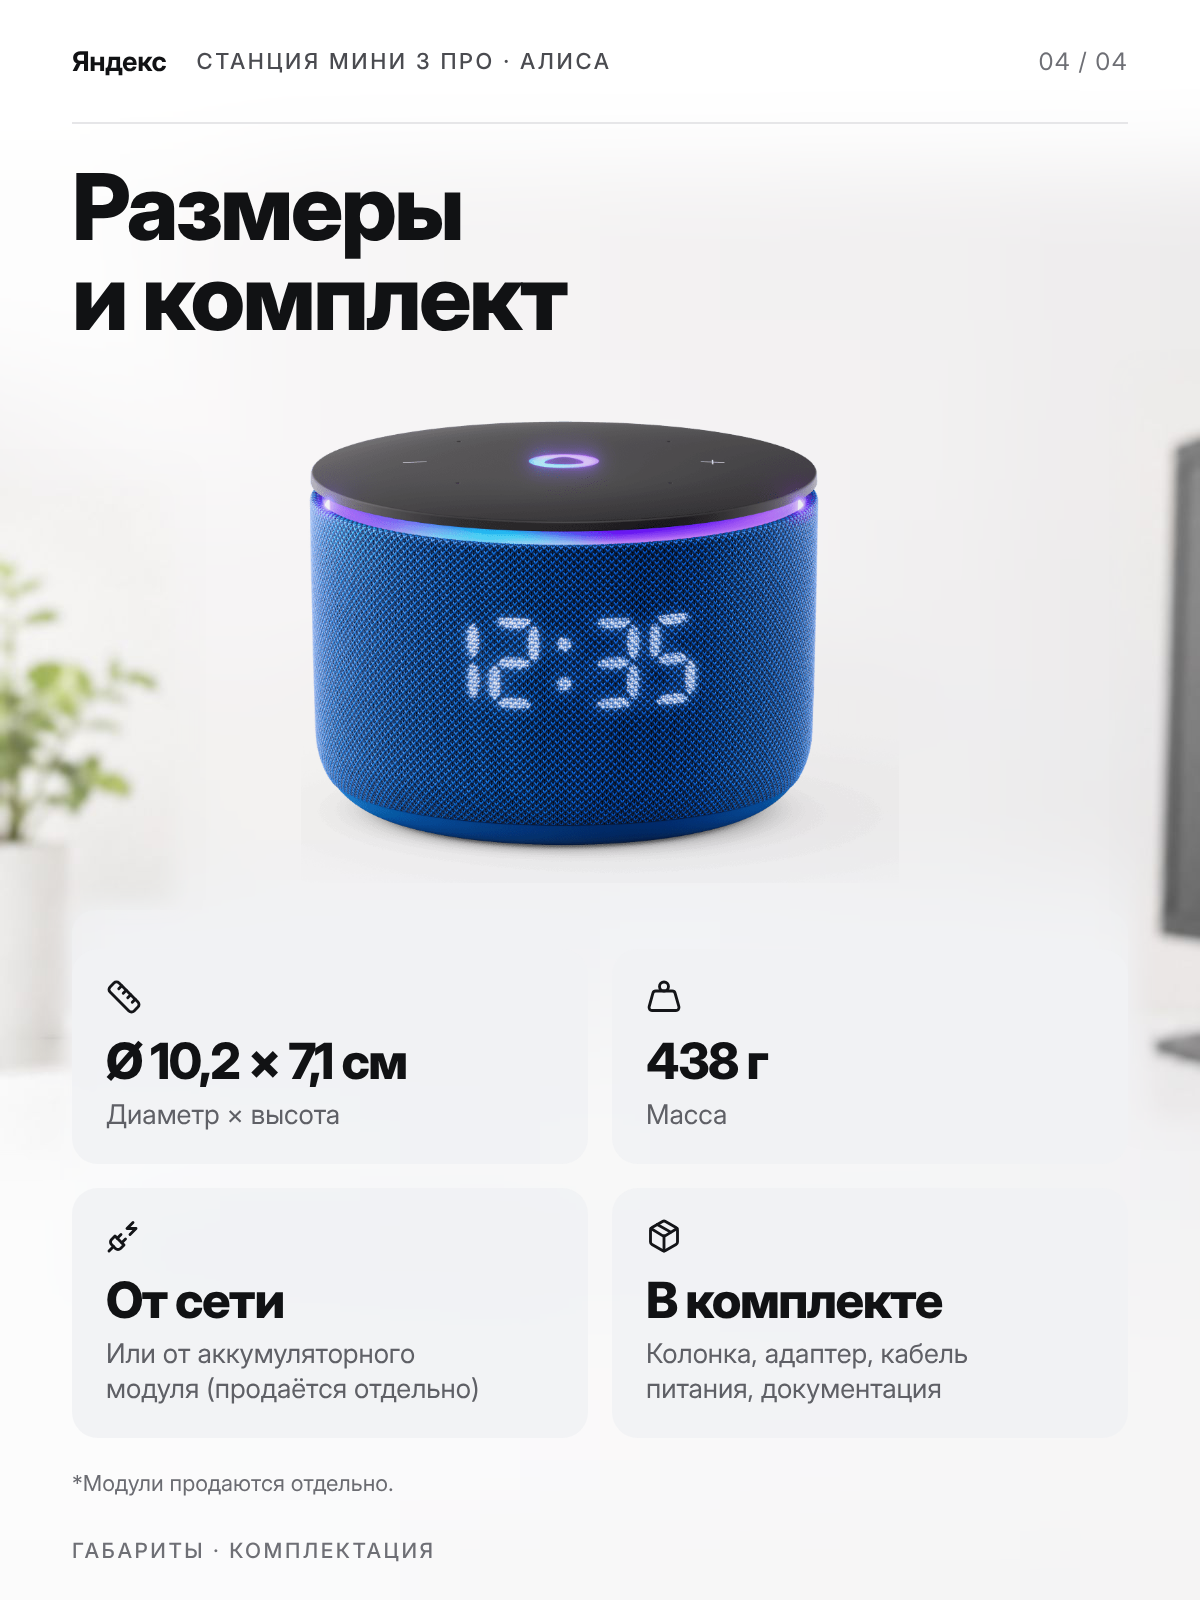 Яндекс СТАНЦИЯ МИНИ 3 ПРО · АЛИСА 04 / 04
Размеры
и комплект
12:35
Ø 10,2 × 7,1 см
Диаметр × высота
438 г
Масса
От сети
Или от аккумуляторного
модуля (продаётся отдельно)
В комплекте
Колонка, адаптер, кабель
питания, документация
*Модули продаются отдельно.
ГАБАРИТЫ · КОМПЛЕКТАЦИЯ